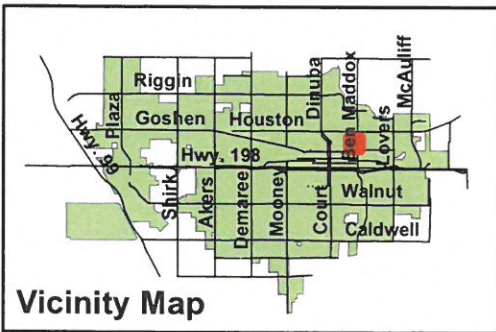 Riggin
Goshen
Houston
Hwy. 198
Walnut
Caldwell
Hwy. 99
Plaza
Shirk
Akers
Demaree
Mooney
Court
Dinuba
Ben Maddox
Lovers
McAuliff
Vicinity Map